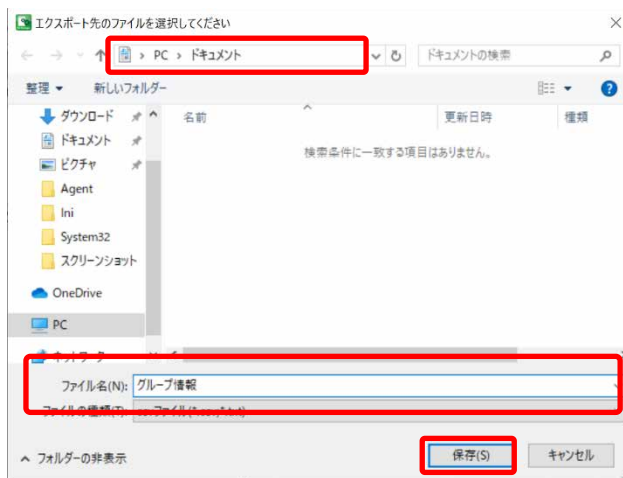 エクスポート先のファイルを選択してください
PC › ドキュメント
ドキュメントの検索
整理
新しいフォルダー
名前
更新日時
種類
検索条件に一致する項目はありません。
ダウンロード
ドキュメント
ピクチャ
Agent
Ini
System32
スクリーンショット
OneDrive
PC
ファイル名(N): グループ情報
フォルダーの非表示
保存(S)
キャンセル